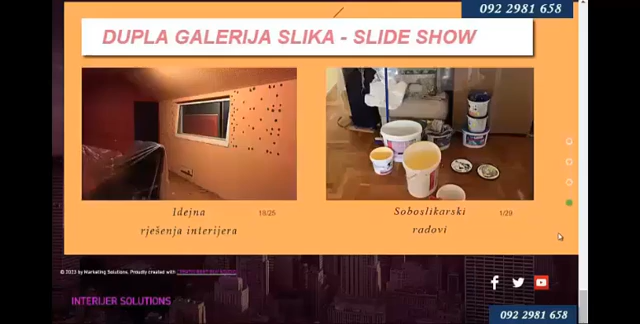 092 2981 658
DUPLA GALERIJA SLIKA - SLIDE SHOW
Idejna
rješenja interijera
18/25
Soboslikarski
radovi
1/29
© 2023 by Marketing Solutions. Proudly created with
INTERIJER SOLUTIONS
092 2981 658